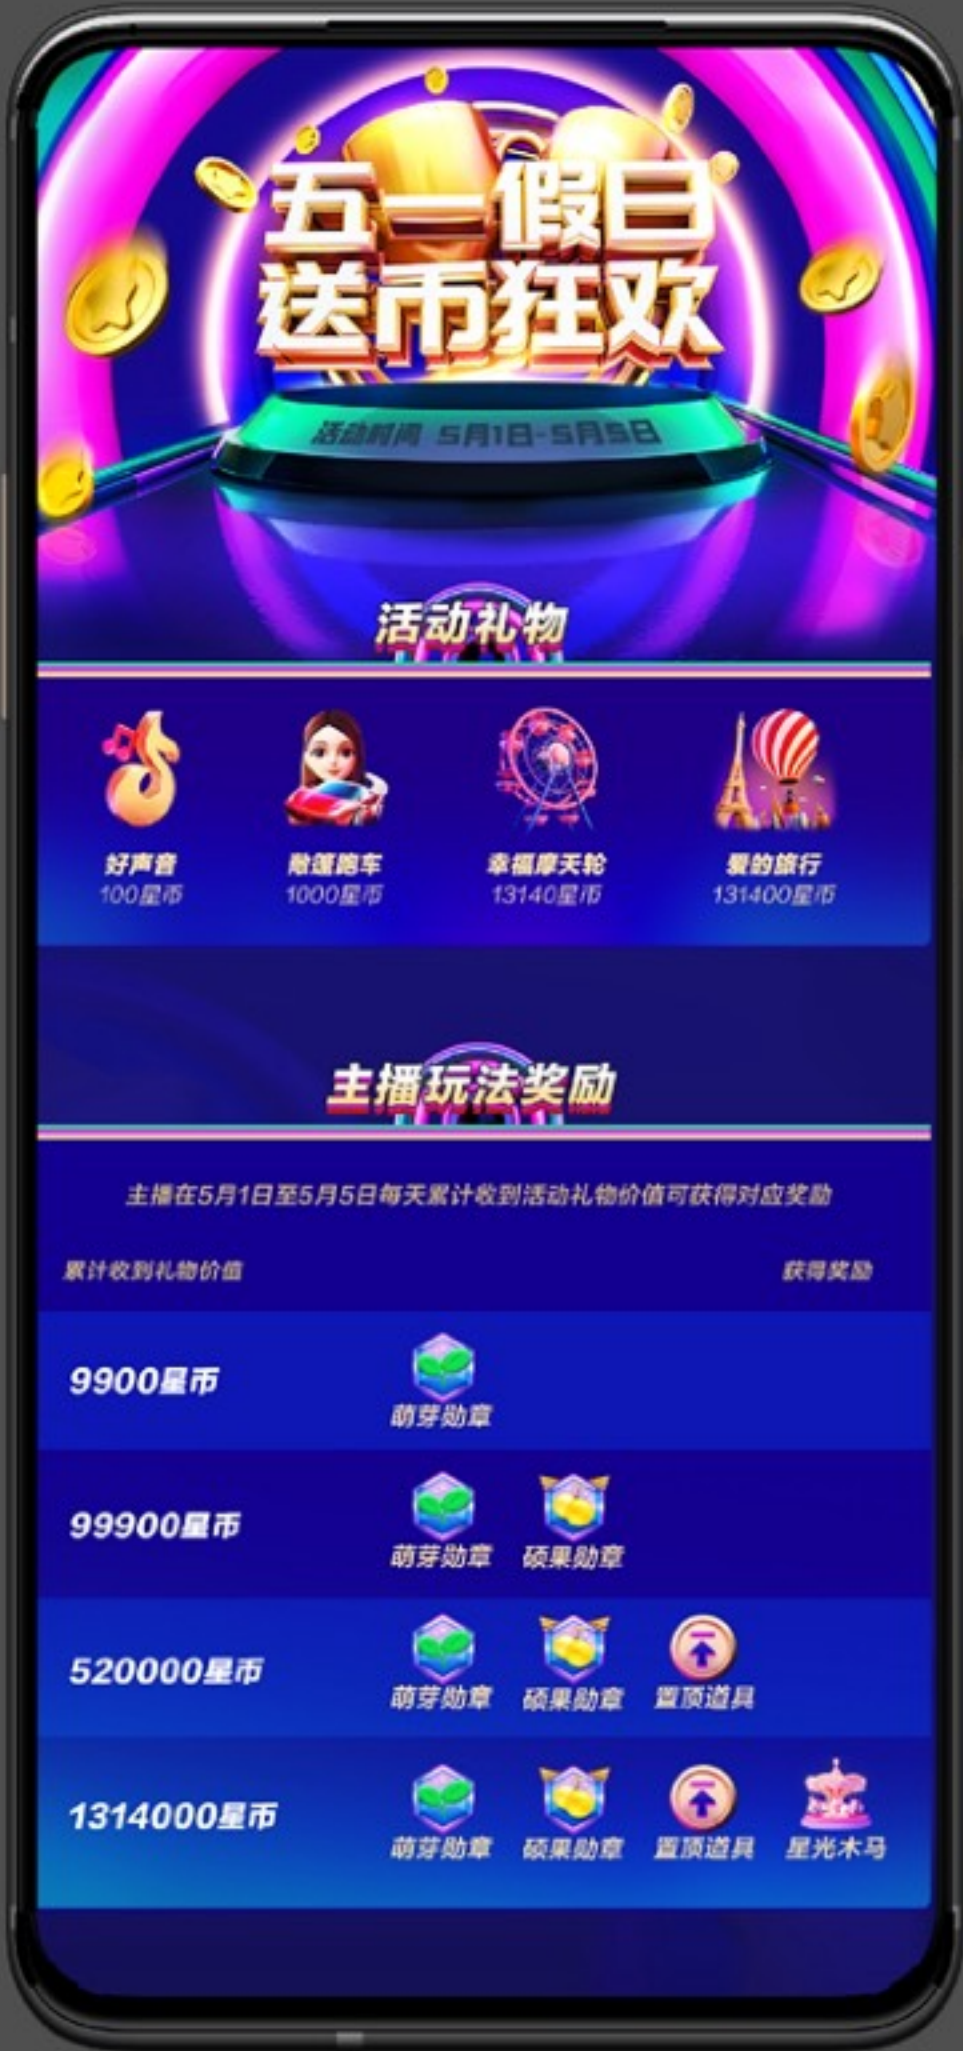 五一假日
送币狂欢
活动时间 5月1日-5月5日
活动礼物
好声音
100星币
敞篷跑车
1000星币
幸福摩天轮
13140星币
爱的旅行
131400星币
主播玩法奖励
主播在5月1日至5月5日每天累计收到活动礼物价值可获得对应奖励
累计收到礼物价值
获得奖励
9900星币
萌芽勋章
99900星币
萌芽勋章
硕果勋章
520000星币
萌芽勋章
硕果勋章
置顶道具
1314000星币
萌芽勋章
硕果勋章
置顶道具
星光木马